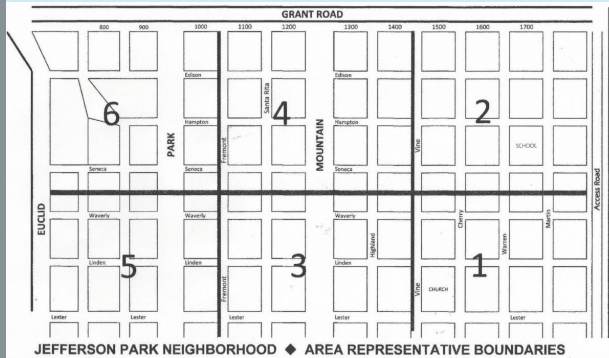 GRANT ROAD
800 900 1000 1100 1200 1300 1400 1500 1600 1700
Edison Edison
Santa Rita
6 4 2
Hampton Hampton Hampton
PARK Fremont MOUNTAIN Vine SCHOOL
Seneca Seneca Seneca
EUCLID Access Road
Waverly Waverly Waverly Cherry Martin
Highland Warren
Linden Linden Linden
5 3 1
Fremont Vine CHURCH
Lester Lester Lester Lester Lester
JEFFERSON PARK NEIGHBORHOOD ◆ AREA REPRESENTATIVE BOUNDARIES